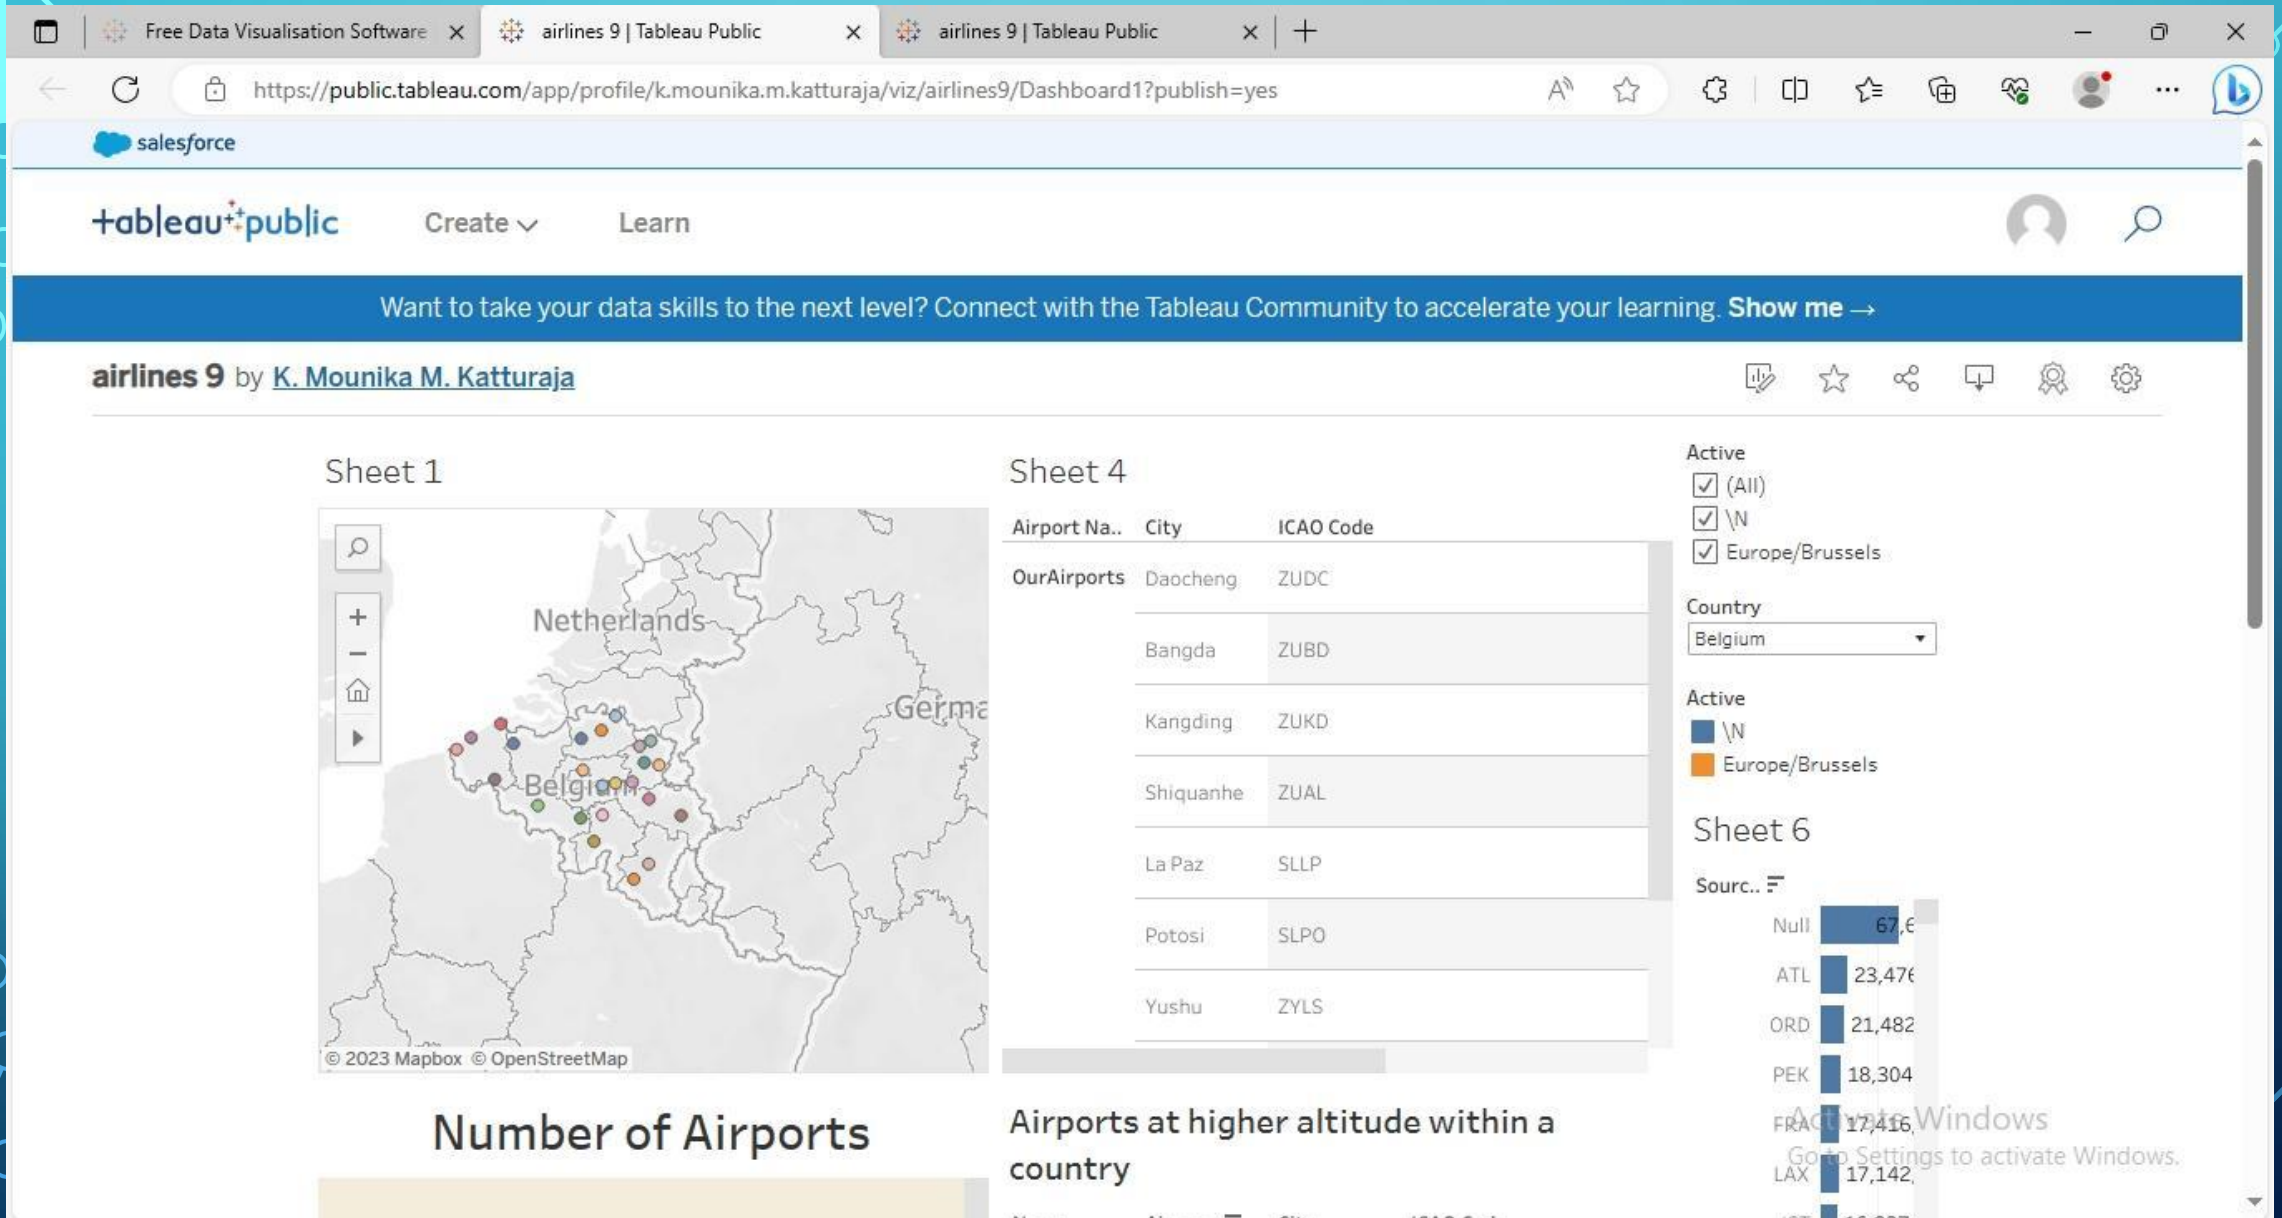 Free Data Visualisation Software
airlines 9 | Tableau Public
airlines 9 | Tableau Public
https://public.tableau.com/app/profile/k.mounika.m.katturaja/viz/airlines9/Dashboard1?publish=yes
salesforce
+ableau public
Create
Learn
Want to take your data skills to the next level? Connect with the Tableau Community to accelerate your learning. Show me →
airlines 9 by K. Mounika M. Katturaja
Sheet 1
Netherlands
Germa
Belgium
© 2023 Mapbox © OpenStreetMap
Sheet 4
Airport Na.. City ICAO Code
OurAirports Daocheng ZUDC
Bangda ZUBD
Kangding ZUKD
Shiquanhe ZUAL
La Paz SLLP
Potosi SLPO
Yushu ZYLS
Active
(All)
\N
Europe/Brussels
Country
Belgium
Active
\N
Europe/Brussels
Sheet 6
Sourc..
Null 67,6
ATL 23,476
ORD 21,482
PEK 18,304
FRA 17,416,
LAX 17,142,
Number of Airports
Airports at higher altitude within a
country
Activate Windows
Go to Settings to activate Windows.